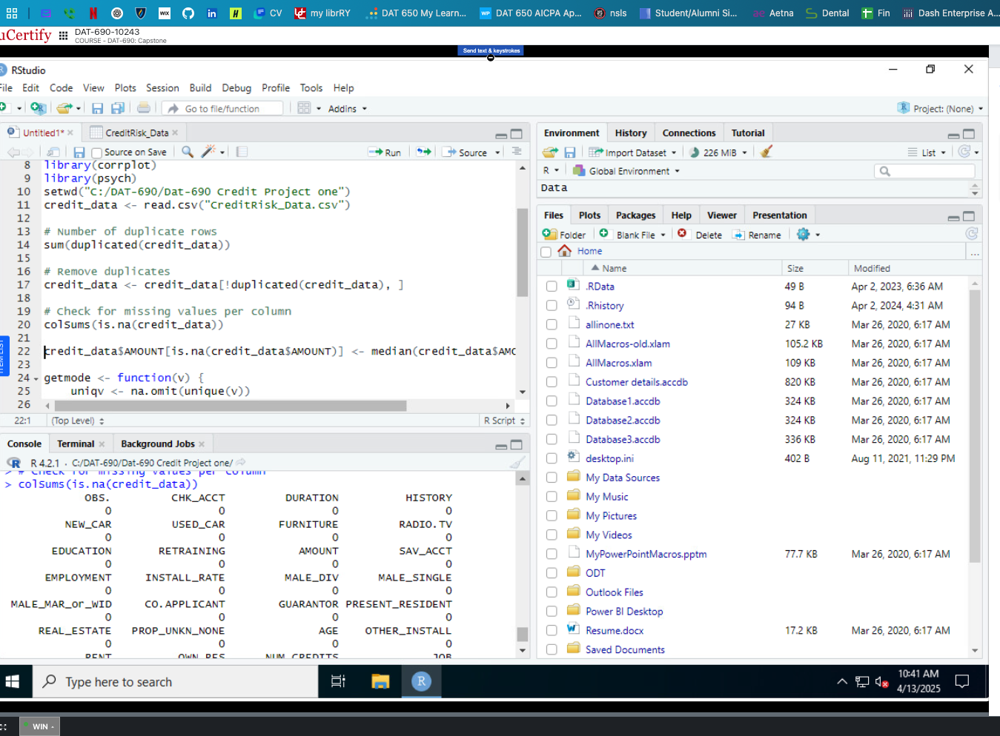 CV
my librRY
DAT 650 My Learn...
DAT 650 AICPA Ap...
nsls
Student/Alumni Si...
Aetna
Dental
Fin
Dash Enterprise A...
uCertify
DAT-690-10243
COURSE - DAT-690: Capstone
Send text & keystrokes
RStudio
File Edit Code View Plots Session Build Debug Profile Tools Help
Go to file/function
Addins
Project: (None)
Untitled1*
CreditRisk_Data
Source on Save
Run
Source
8 library(corrplot)
9 library(psych)
10 setwd("C:/DAT-690/Dat-690 Credit Project one")
11 credit_data <- read.csv("CreditRisk_Data.csv")
12
13 # Number of duplicate rows
14 sum(duplicated(credit_data))
15
16 # Remove duplicates
17 credit_data <- credit_data[!duplicated(credit_data), ]
18
19 # Check for missing values per column
20 colSums(is.na(credit_data))
21
22 credit_data$AMOUNT[is.na(credit_data$AMOUNT)] <- median(credit_data$AMO
23
24 getmode <- function(v) {
25 uniqv <- na.omit(unique(v))
26
22:1 (Top Level)
R Script
Console Terminal Background Jobs
R 4.2.1 · C:/DAT-690/Dat-690 Credit Project one/
> # Check for missing values per column
> colSums(is.na(credit_data))
OBS. CHK_ACCT DURATION HISTORY
0 0 0 0
NEW_CAR USED_CAR FURNITURE RADIO.TV
0 0 0 0
EDUCATION RETRAINING AMOUNT SAV_ACCT
0 0 0 0
EMPLOYMENT INSTALL_RATE MALE_DIV MALE_SINGLE
0 0 0 0
MALE_MAR_or_WID CO.APPLICANT GUARANTOR PRESENT_RESIDENT
0 0 0 0
REAL_ESTATE PROP_UNKN_NONE AGE OTHER_INSTALL
0 0 0 0
RENT OWN_RES NUM_CREDITS JOB
Environment History Connections Tutorial
Import Dataset
226 MiB
List
R
Global Environment
Data
Files Plots Packages Help Viewer Presentation
Folder Blank File Delete Rename
Home
...
Name Size Modified
.RData 49 B Apr 2, 2023, 6:36 AM
.Rhistory 94 B Apr 2, 2024, 4:31 AM
allinone.txt 27 KB Mar 26, 2020, 6:17 AM
AllMacros-old.xlam 105.2 KB Mar 26, 2020, 6:17 AM
AllMacros.xlam 109 KB Mar 26, 2020, 6:17 AM
Customer details.accdb 820 KB Mar 26, 2020, 6:17 AM
Database1.accdb 324 KB Mar 26, 2020, 6:17 AM
Database2.accdb 324 KB Mar 26, 2020, 6:17 AM
Database3.accdb 336 KB Mar 26, 2020, 6:17 AM
desktop.ini 402 B Aug 11, 2021, 11:29 PM
My Data Sources
My Music
My Pictures
My Videos
MyPowerPointMacros.pptm 77.7 KB Mar 26, 2020, 6:17 AM
ODT
Outlook Files
Power BI Desktop
Resume.docx 17.2 KB Mar 26, 2020, 6:17 AM
Saved Documents
ITEM LIST
Type here to search
10:41 AM
4/13/2025
WIN -